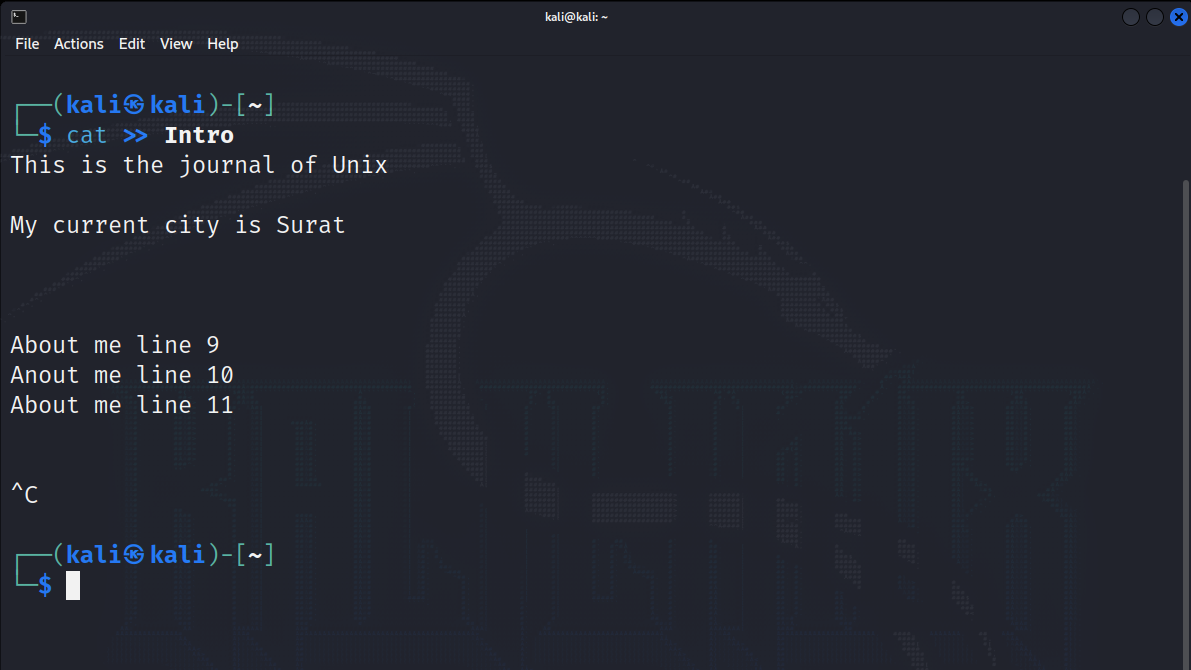 kali@kali: ~
File Actions Edit View Help
┌──(kali㉿kali)-[~]
└─$ cat >> Intro
This is the journal of Unix
My current city is Surat
About me line 9
Anout me line 10
About me line 11
^C
┌──(kali㉿kali)-[~]
└─$